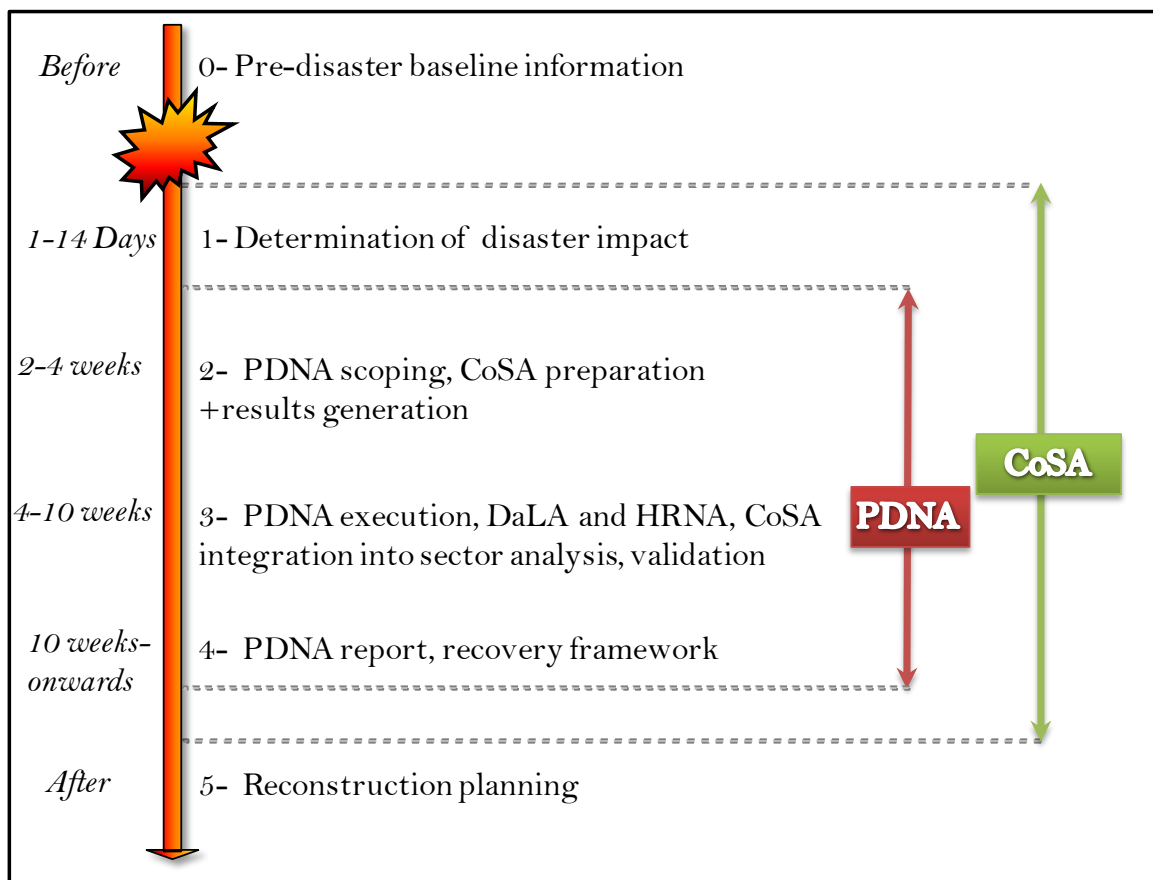 Before
0- Pre-disaster baseline information
1-14 Days
1- Determination of disaster impact
2-4 weeks
2- PDNA scoping, CoSA preparation
+results generation
CoSA
4-10 weeks
3- PDNA execution, DaLA and HRNA, CoSA
integration into sector analysis, validation
PDNA
10 weeks-
onwards
4- PDNA report, recovery framework
After
5- Reconstruction planning